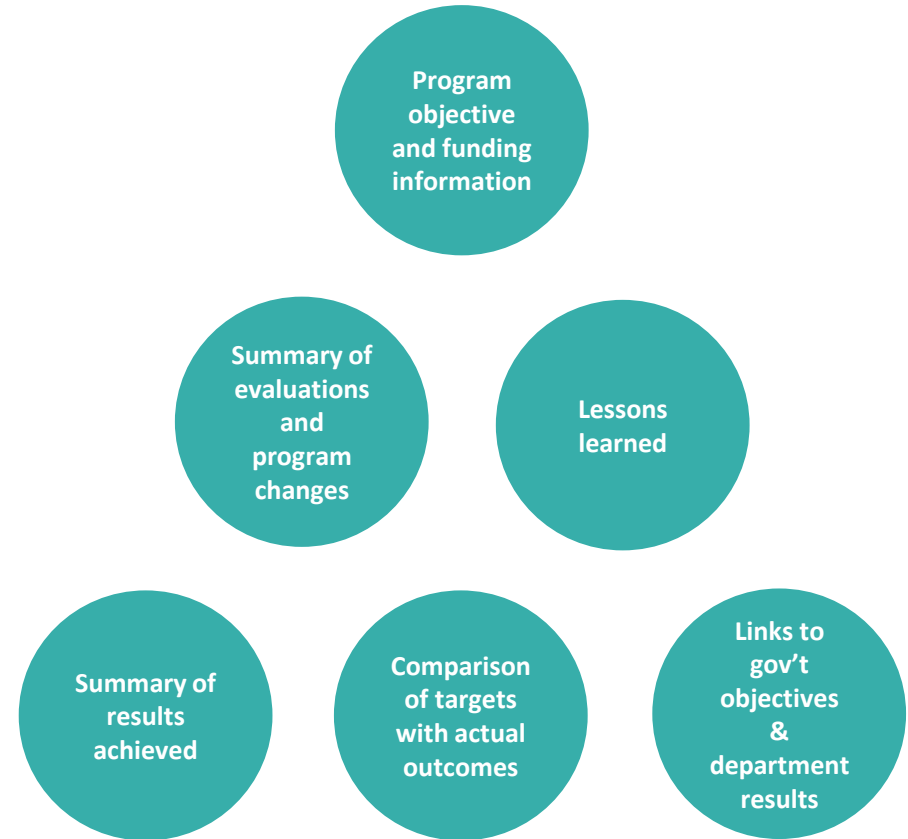 Program
objective
and funding
information
Summary of
evaluations
and
program
changes
Lessons
learned
Summary of
results
achieved
Comparison
of targets
with actual
outcomes
Links to
gov’t
objectives
&
department
results